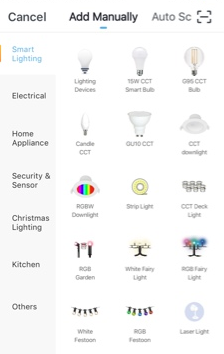 Cancel
Add Manually
Auto Sc
Smart
Lighting
Electrical
Home
Appliance
Security &
Sensor
Christmas
Lighting
Kitchen
Others
Lighting
Devices
15W CCT
Smart Bulb
G95 CCT
Bulb
Candle
CCT
GU10 CCT
CCT
downlight
RGBW
Downlight
Strip Light
CCT Deck
Light
RGB
Garden
White Fairy
Light
RGB Fairy
Light
White
Festoon
RGB
Festoon
Laser Light